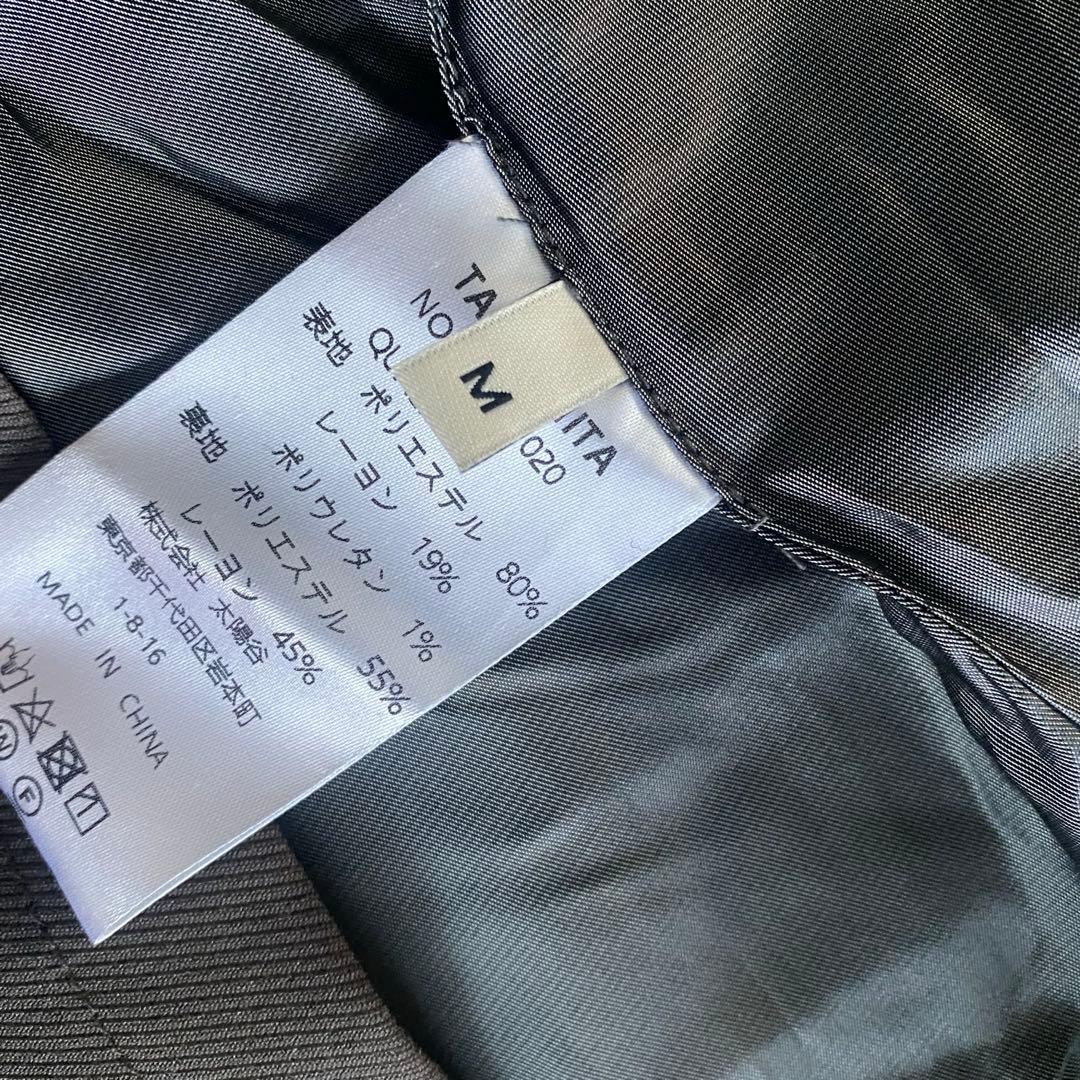 M
TA ITA
NO 020
QU
表地 ポリエステル 80%
レーヨン 19%
ポリウレタン 1%
裏地 ポリエステル 55%
レーヨン 45%
株式会社 太陽谷
東京都千代田区岩本町
1-8-16
MADE IN CHINA
W
F